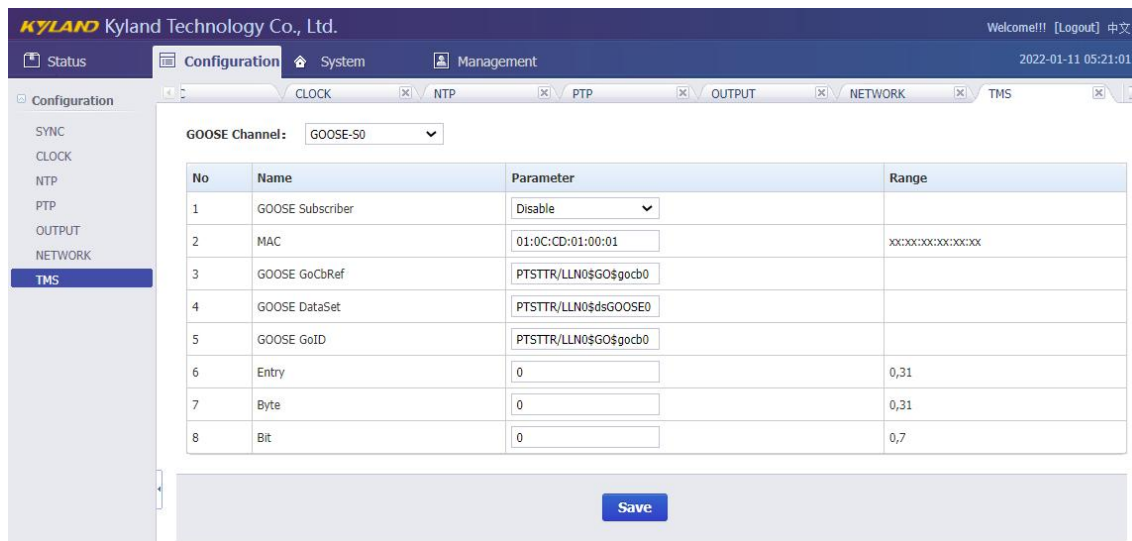 KYLAND Kyland Technology Co., Ltd.
Welcome!!! [Logout] 中文
Status Configuration System Management
2022-01-11 05:21:01
Configuration
SYNC
CLOCK
NTP
PTP
OUTPUT
NETWORK
TMS
CLOCK NTP PTP OUTPUT NETWORK TMS
GOOSE Channel: GOOSE-S0
No Name Parameter Range
1 GOOSE Subscriber Disable
2 MAC 01:0C:CD:01:00:01 xx:xx:xx:xx:xx:xx
3 GOOSE GoCbRef PTSTTR/LLN0$GO$gocb0
4 GOOSE DataSet PTSTTR/LLN0$dsGOOSE0
5 GOOSE GoID PTSTTR/LLN0$GO$gocb0
6 Entry 0 0,31
7 Byte 0 0,31
8 Bit 0 0,7
Save